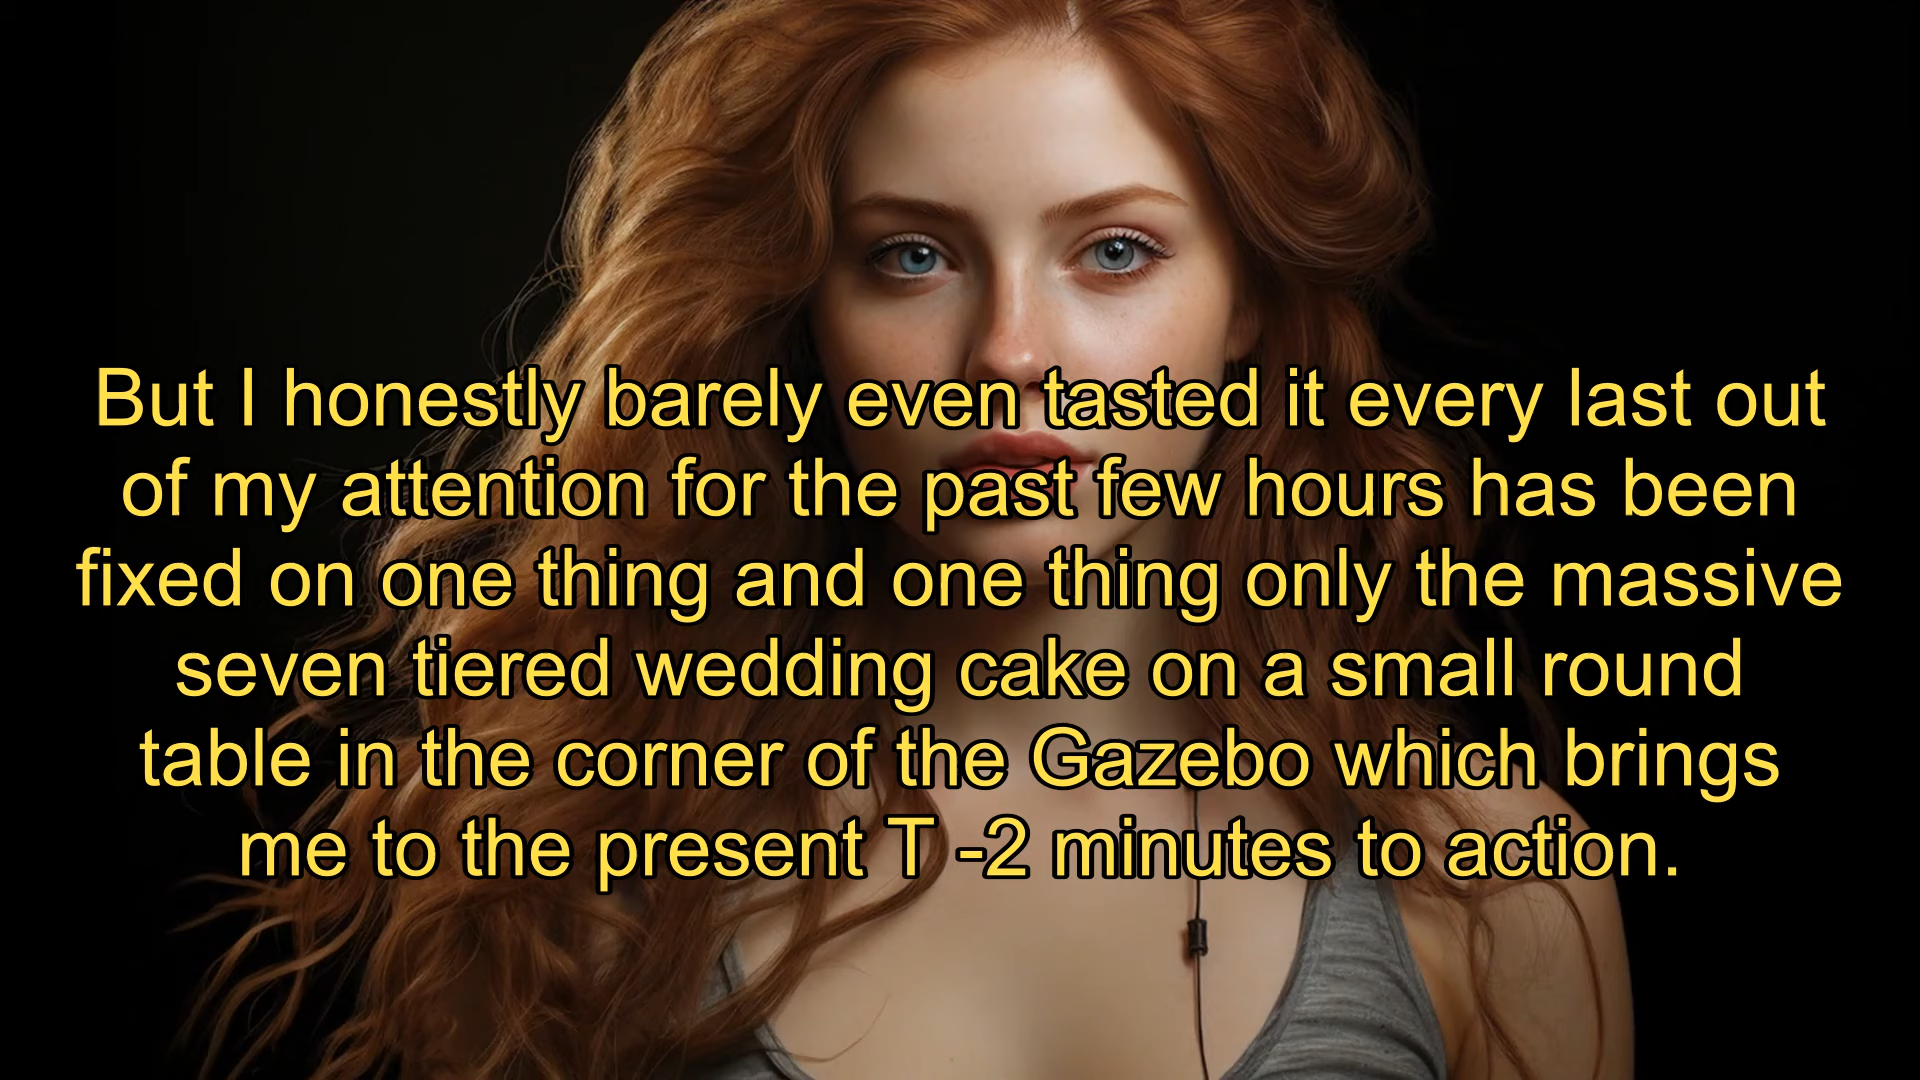 But I honestly barely even tasted it every last out
of my attention for the past few hours has been
fixed on one thing and one thing only the massive
seven tiered wedding cake on a small round
table in the corner of the Gazebo which brings
me to the present T -2 minutes to action.